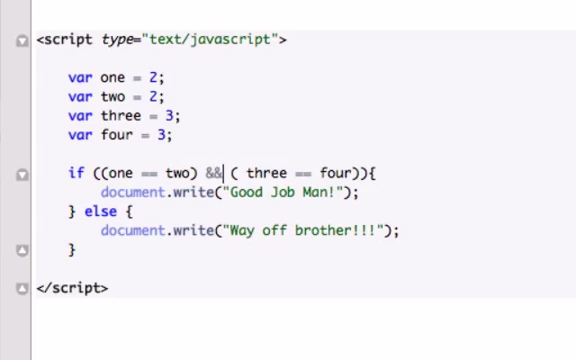 <script type="text/javascript">
var one = 2;
var two = 2;
var three = 3;
var four = 3;
if ((one == two) && ( three == four)){
document.write("Good Job Man!");
} else {
document.write("Way off brother!!!");
}
</script>